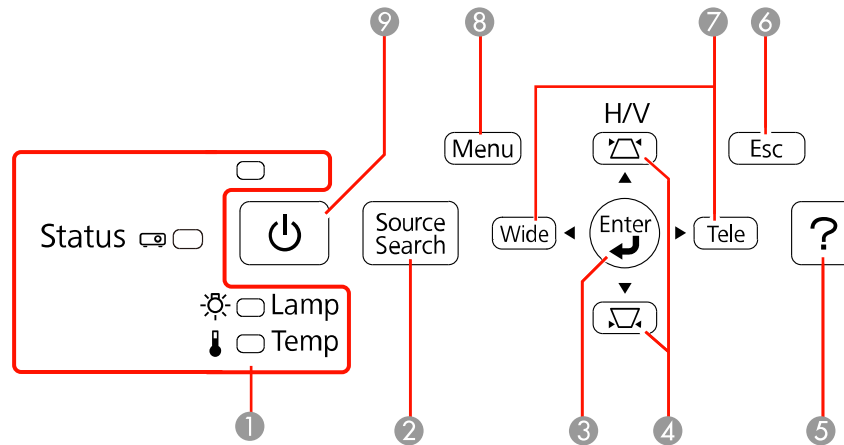 9
8
7
6
H/V
Menu
Esc
Status
Source
Search
Wide
Enter
Tele
?
Lamp
Temp
1
2
3
4
5